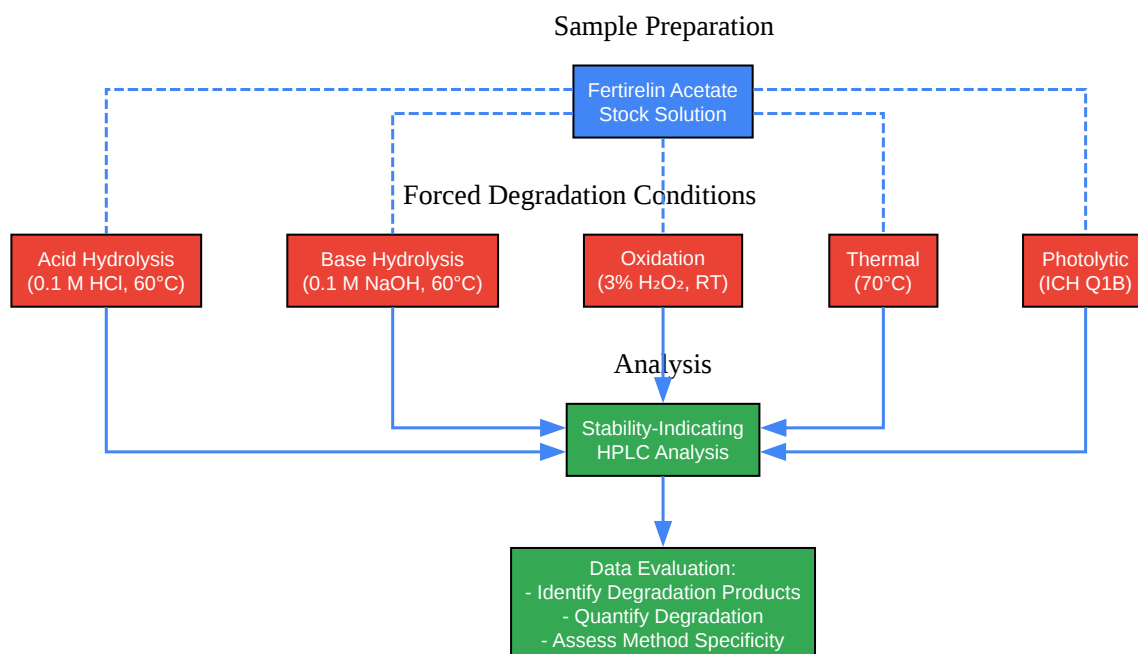 Sample Preparation
Fertirelin Acetate
Stock Solution
Forced Degradation Conditions
Acid Hydrolysis
(0.1 M HCl, 60°C)
Base Hydrolysis
(0.1 M NaOH, 60°C)
Oxidation
(3% H₂O₂, RT)
Thermal
(70°C)
Photolytic
(ICH Q1B)
Analysis
Stability-Indicating
HPLC Analysis
Data Evaluation:
- Identify Degradation Products
- Quantify Degradation
- Assess Method Specificity